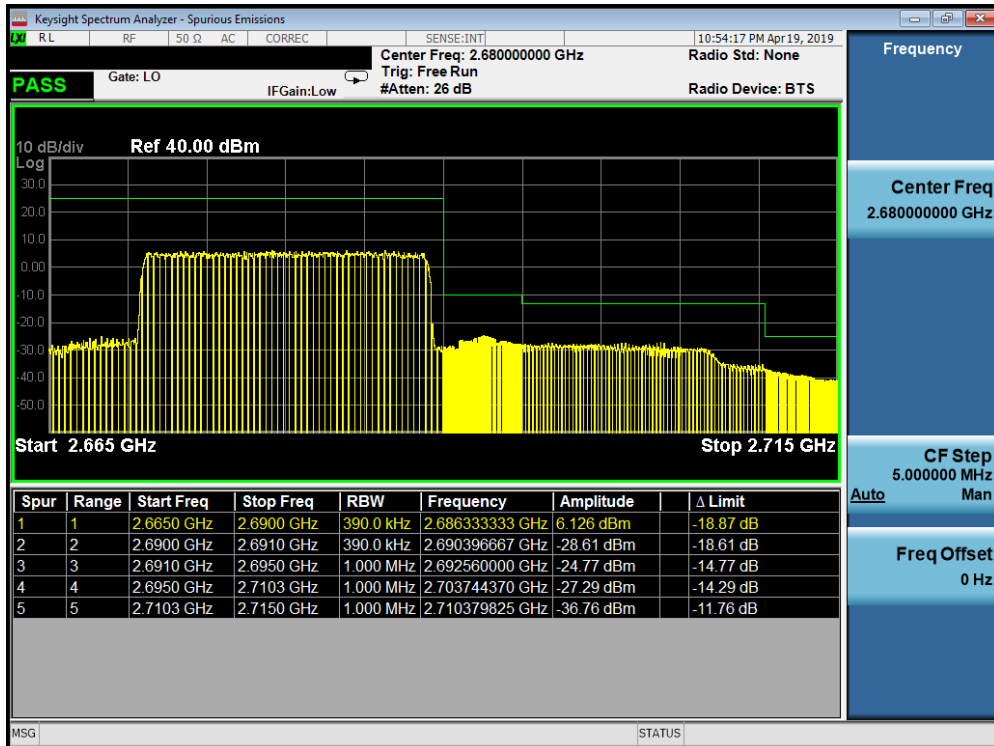 Keysight Spectrum Analyzer - Spurious Emissions
LXI RL RF 50 Ω AC CORREC SENSE:INT 10:54:17 PM Apr 19, 2019
Center Freq: 2.680000000 GHz Radio Std: None
PASS Gate: LO Trig: Free Run
IFGain:Low #Atten: 26 dB Radio Device: BTS
10 dB/div Ref 40.00 dBm
Log
30.0
20.0
10.0
0.00
-10.0
-20.0
-30.0
-40.0
-50.0
Start 2.665 GHz Stop 2.715 GHz
Spur Range Start Freq Stop Freq RBW Frequency Amplitude Δ Limit
1 1 2.6650 GHz 2.6900 GHz 390.0 kHz 2.686333333 GHz 6.126 dBm -18.87 dB
2 2 2.6900 GHz 2.6910 GHz 390.0 kHz 2.690396667 GHz -28.61 dBm -18.61 dB
3 3 2.6910 GHz 2.6950 GHz 1.000 MHz 2.692560000 GHz -24.77 dBm -14.77 dB
4 4 2.6950 GHz 2.7103 GHz 1.000 MHz 2.703744370 GHz -27.29 dBm -14.29 dB
5 5 2.7103 GHz 2.7150 GHz 1.000 MHz 2.710379825 GHz -36.76 dBm -11.76 dB
MSG STATUS
Frequency
Center Freq
2.680000000 GHz
CF Step
5.000000 MHz
Auto Man
Freq Offset
0 Hz